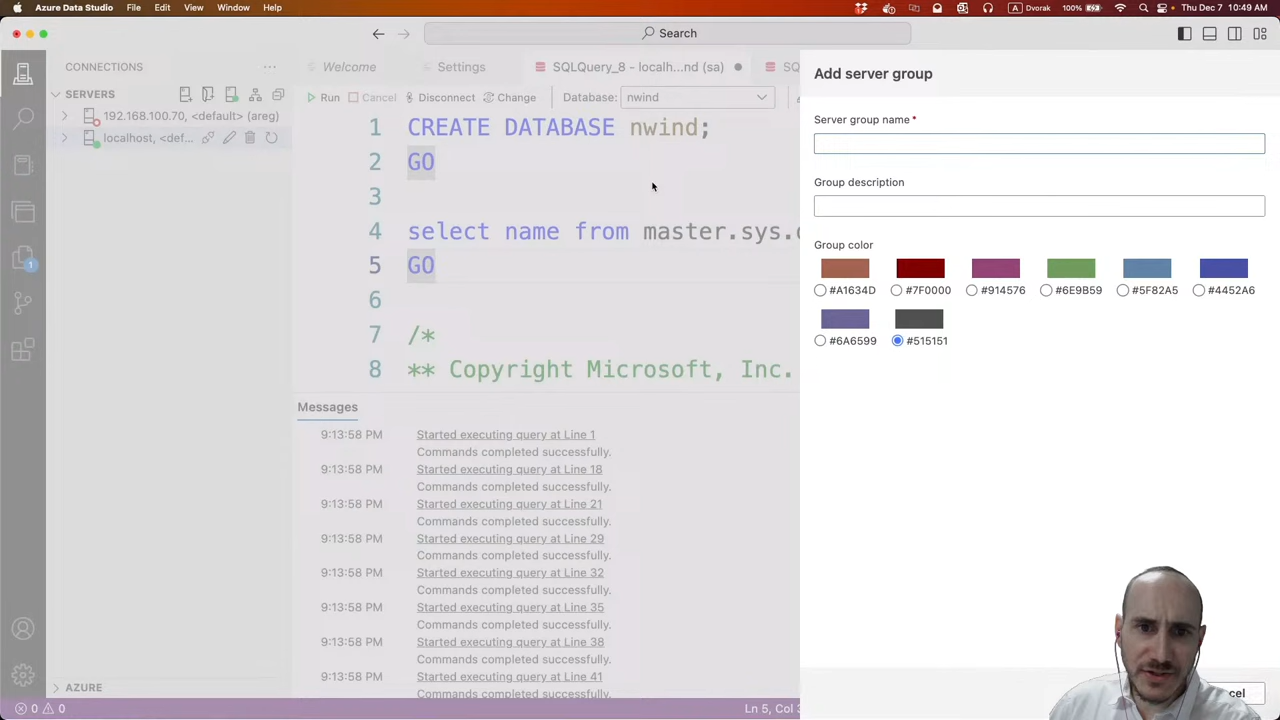 Azure Data Studio File Edit View Window Help
Dvorak 100% Thu Dec 7 10:49 AM
Search
CONNECTIONS
SERVERS
192.168.100.70, <default> (areg)
localhost, <def...
AZURE
Welcome Settings SQLQuery_8 - localh...nd (sa)
Run Cancel Disconnect Change Database: nwind
1 CREATE DATABASE nwind;
2 GO
3
4 select name from master.sys.
5 GO
6
7 /*
8 ** Copyright Microsoft, Inc.
Messages
9:13:58 PM Started executing query at Line 1
Commands completed successfully.
9:13:58 PM Started executing query at Line 18
Commands completed successfully.
9:13:58 PM Started executing query at Line 21
Commands completed successfully.
9:13:58 PM Started executing query at Line 29
Commands completed successfully.
9:13:58 PM Started executing query at Line 32
Commands completed successfully.
9:13:58 PM Started executing query at Line 35
Commands completed successfully.
9:13:58 PM Started executing query at Line 38
Commands completed successfully.
9:13:58 PM Started executing query at Line 41
Commands completed successfully.
Add server group
Server group name *
Group description
Group color
#A1634D #7F0000 #914576 #6E9B59 #5F82A5 #4452A6
#6A6599 #515151
1
0 0
Ln 5, Col